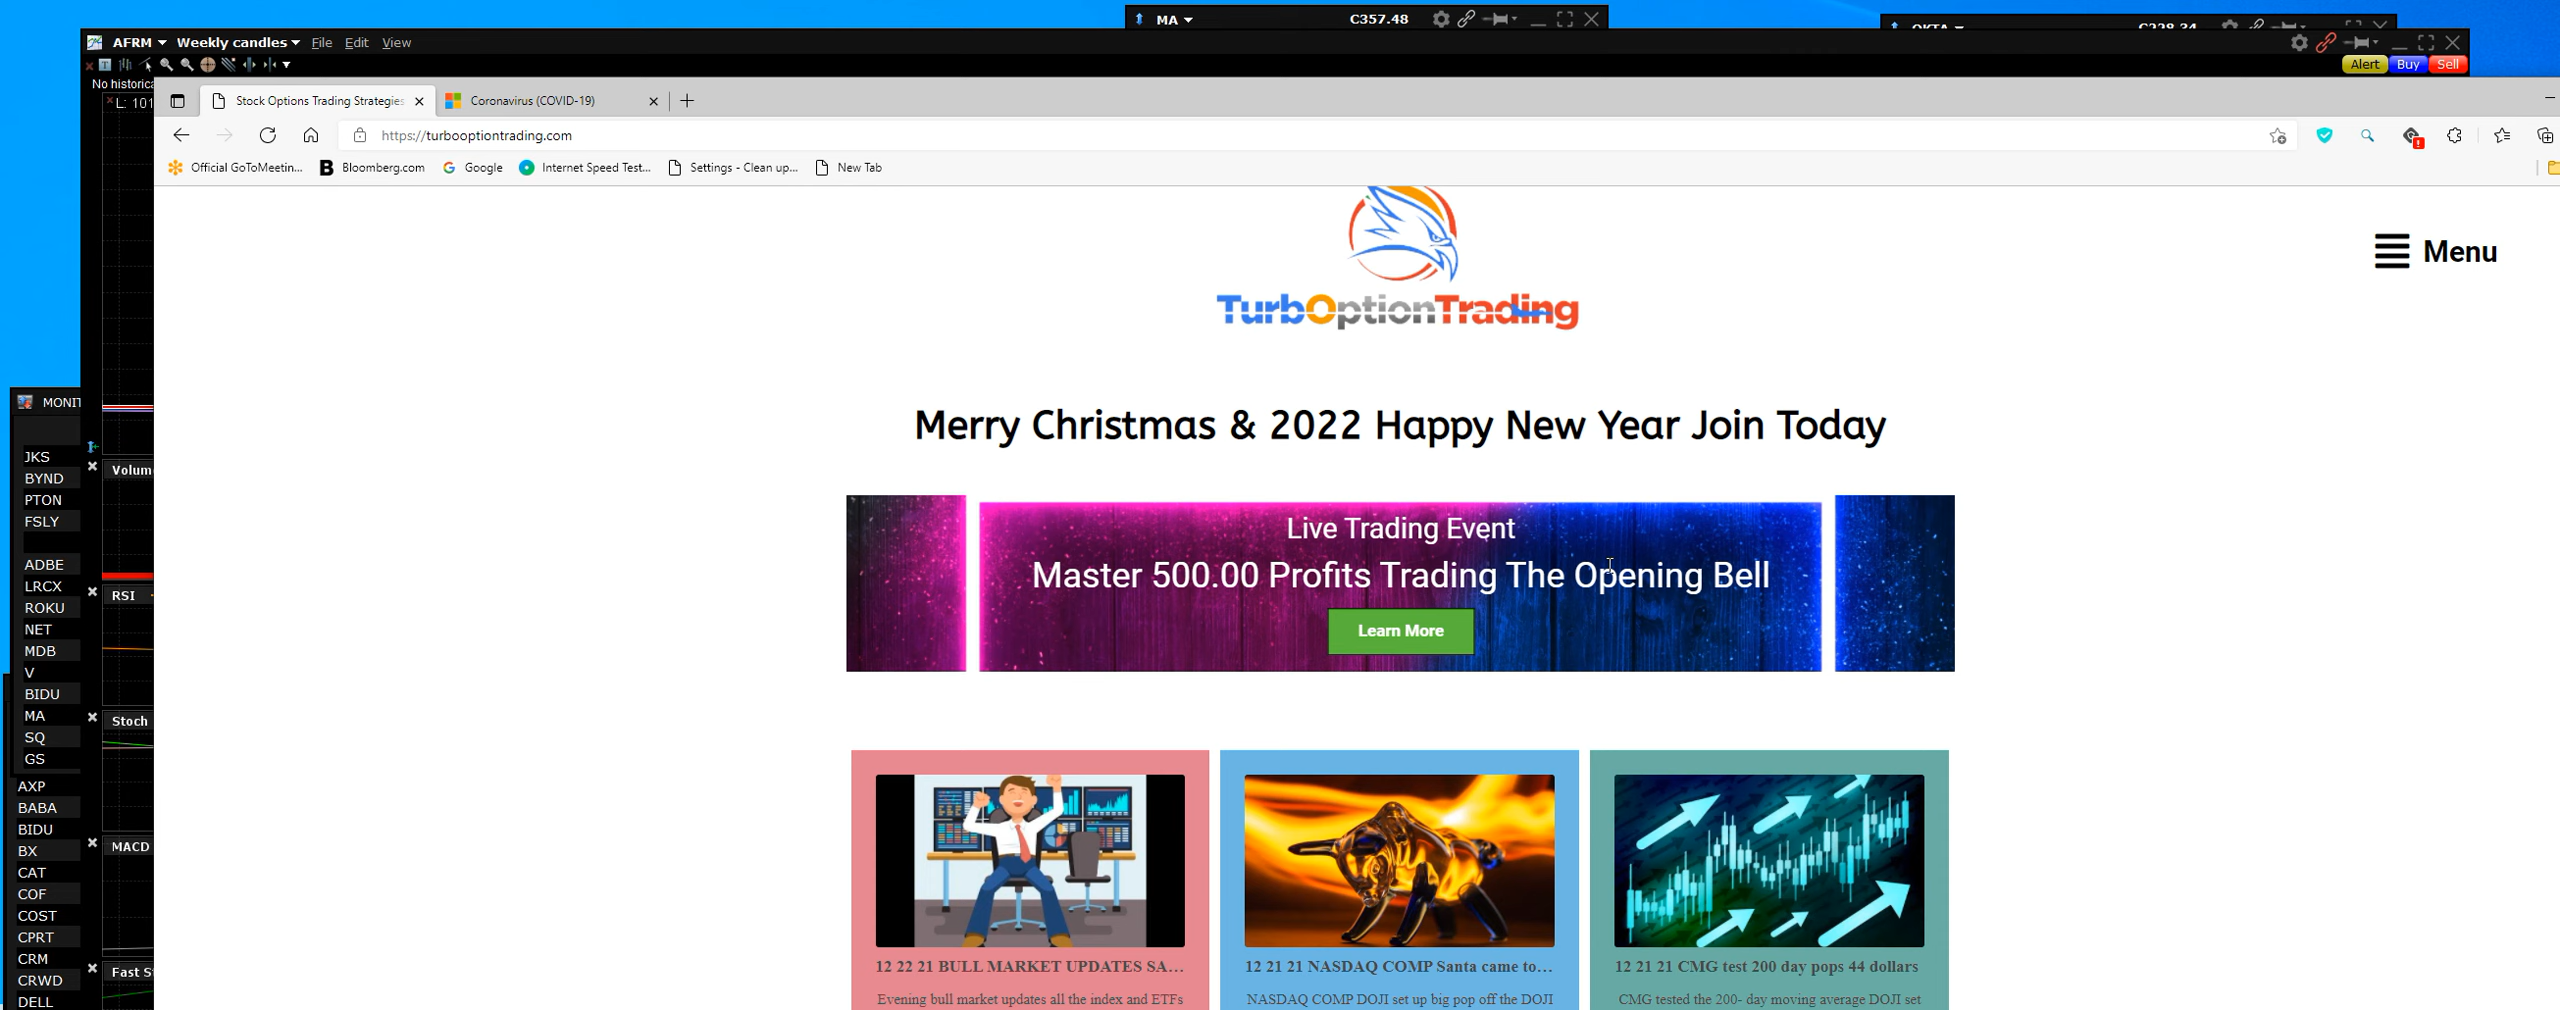 MA C357.48
OKTA C228.34
AFRM Weekly candles File Edit View
Alert Buy Sell
No historica
L: 101
Stock Options Trading Strategies
Coronavirus (COVID-19)
https://turbooptiontrading.com
Official GoToMeetin... Bloomberg.com Google Internet Speed Test... Settings - Clean up... New Tab
Menu
TurbOptionTrading
Merry Christmas & 2022 Happy New Year Join Today
Live Trading Event
Master 500.00 Profits Trading The Opening Bell
Learn More
12 22 21 BULL MARKET UPDATES SA...
Evening bull market updates all the index and ETFs
12 21 21 NASDAQ COMP Santa came to...
NASDAQ COMP DOJI set up big pop off the DOJI
12 21 21 CMG test 200 day pops 44 dollars
CMG tested the 200- day moving average DOJI set
MONIT
JKS
BYND
PTON
FSLY
ADBE
LRCX
ROKU
NET
MDB
V
BIDU
MA
SQ
GS
AXP
BABA
BIDU
BX
CAT
COF
COST
CPRT
CRM
CRWD
DELL
Volum
RSI
Stoch
MACD
Fast St